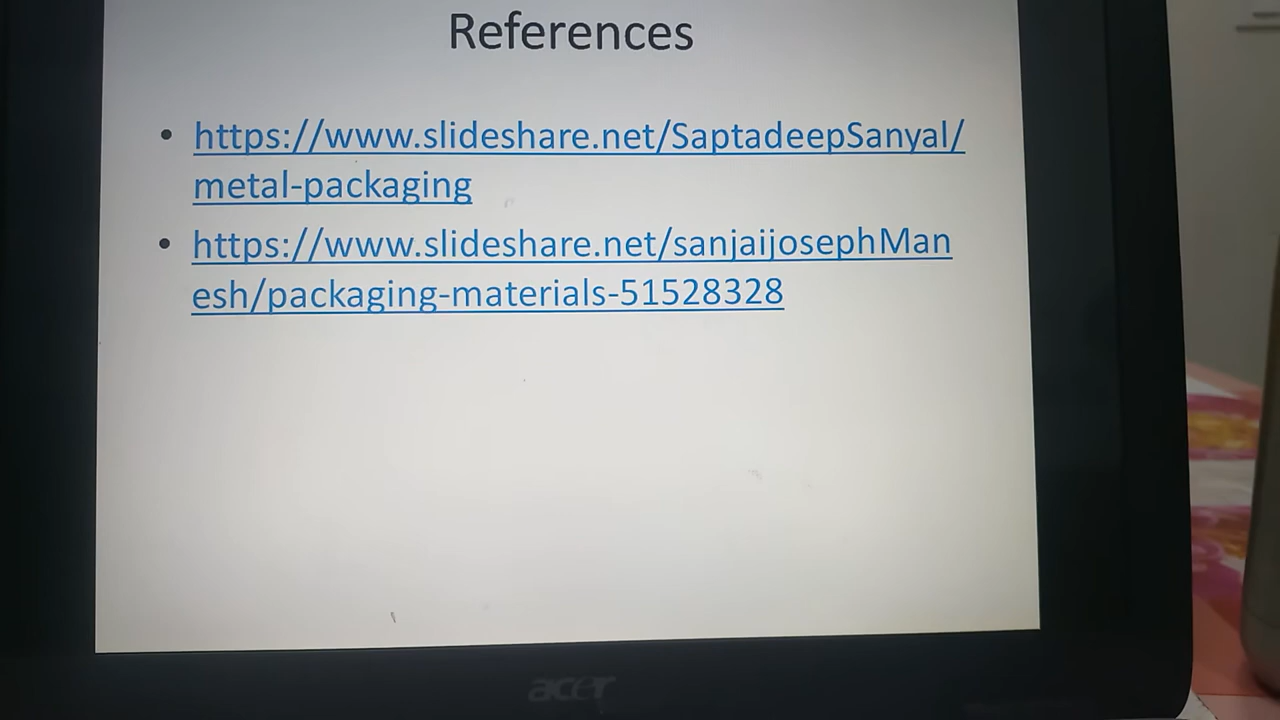 References
• https://www.slideshare.net/SaptadeepSanyal/
metal-packaging
• https://www.slideshare.net/sanjaijosephMan
esh/packaging-materials-51528328
acer